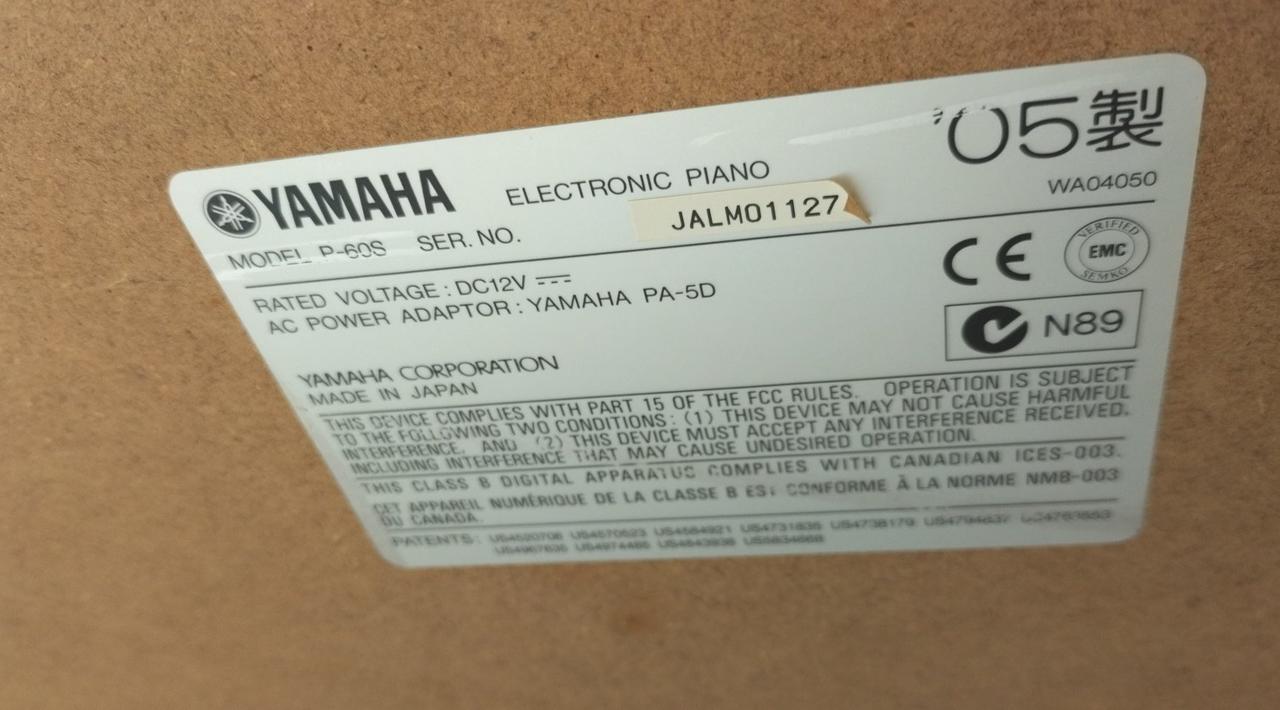 YAMAHA ELECTRONIC PIANO '05製
WA04050
MODEL P-60S SER. NO. JALM01127
RATED VOLTAGE : DC12V
AC POWER ADAPTOR : YAMAHA PA-5D
CE
VERIFIED
EMC
SEMKO
N89
YAMAHA CORPORATION
MADE IN JAPAN
THIS DEVICE COMPLIES WITH PART 15 OF THE FCC RULES. OPERATION IS SUBJECT
TO THE FOLLOWING TWO CONDITIONS: (1) THIS DEVICE MAY NOT CAUSE HARMFUL
INTERFERENCE, AND (2) THIS DEVICE MUST ACCEPT ANY INTERFERENCE RECEIVED,
INCLUDING INTERFERENCE THAT MAY CAUSE UNDESIRED OPERATION.
THIS CLASS B DIGITAL APPARATUS COMPLIES WITH CANADIAN ICES-003.
CET APPAREIL NUMÉRIQUE DE LA CLASSE B EST CONFORME À LA NORME NMB-003
DU CANADA.
PATENTS: US4731835 US4738179